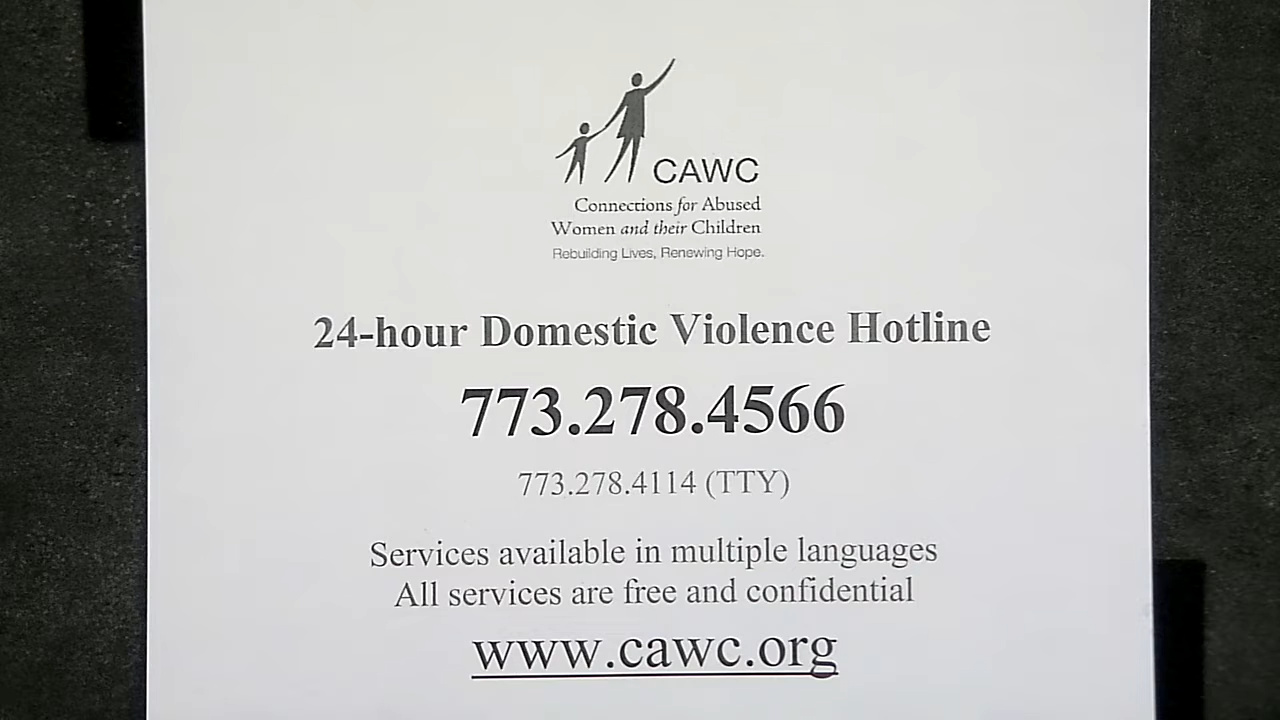 CAWC
Connections for Abused
Women and their Children
Rebuilding Lives, Renewing Hope.
24-hour Domestic Violence Hotline
773.278.4566
773.278.4114 (TTY)
Services available in multiple languages
All services are free and confidential
www.cawc.org